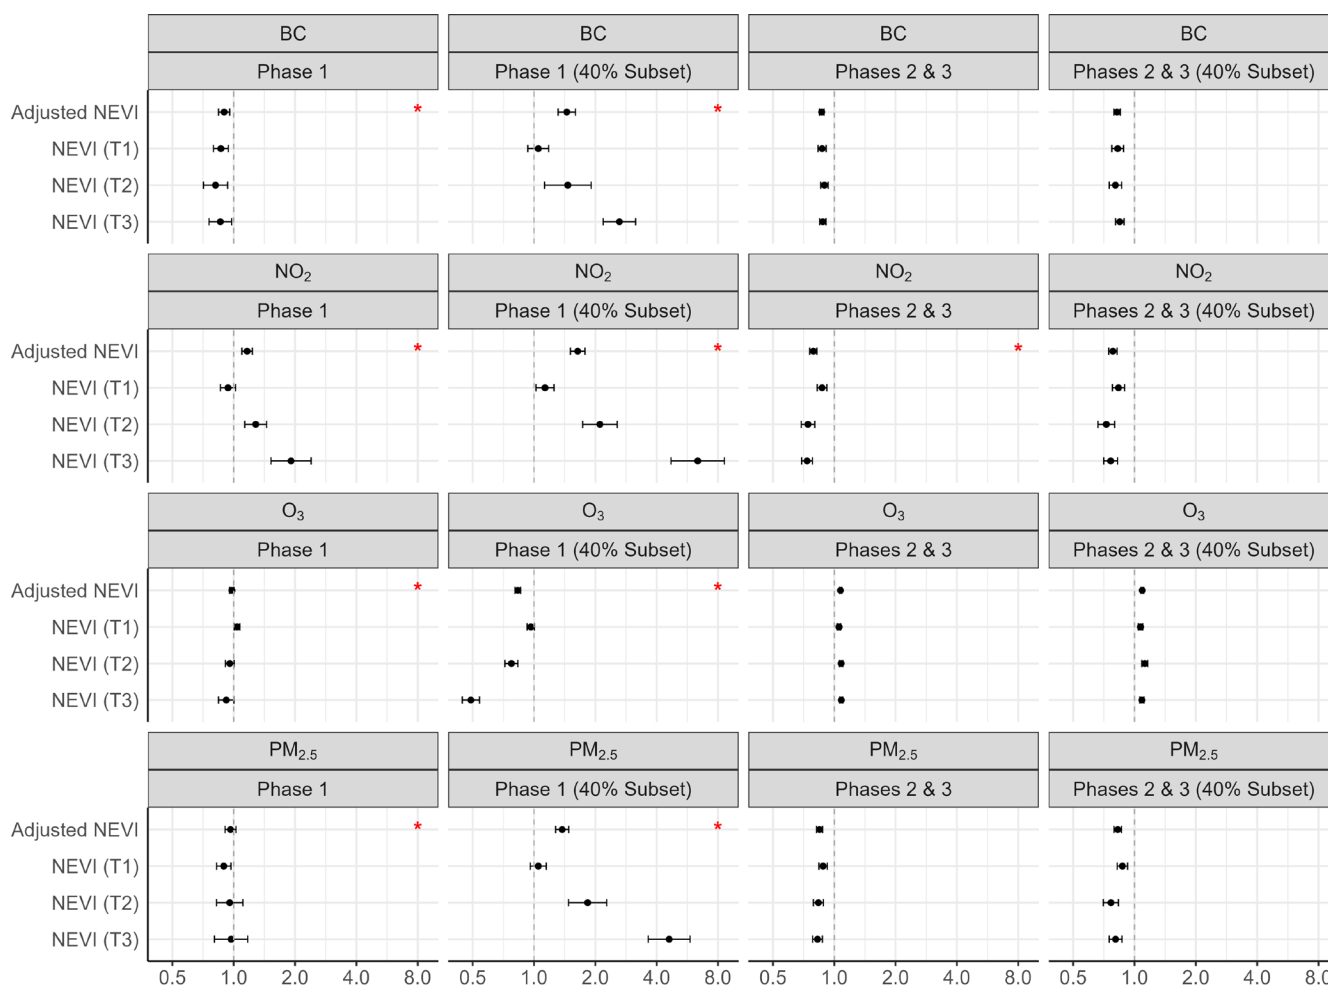 BC BC BC BC
Phase 1 Phase 1 (40% Subset) Phases 2 & 3 Phases 2 & 3 (40% Subset)
Adjusted NEVI * *
NEVI (T1)
NEVI (T2)
NEVI (T3)
NO₂ NO₂ NO₂ NO₂
Phase 1 Phase 1 (40% Subset) Phases 2 & 3 Phases 2 & 3 (40% Subset)
Adjusted NEVI * * *
NEVI (T1)
NEVI (T2)
NEVI (T3)
O₃ O₃ O₃ O₃
Phase 1 Phase 1 (40% Subset) Phases 2 & 3 Phases 2 & 3 (40% Subset)
Adjusted NEVI * *
NEVI (T1)
NEVI (T2)
NEVI (T3)
PM₂.₅ PM₂.₅ PM₂.₅ PM₂.₅
Phase 1 Phase 1 (40% Subset) Phases 2 & 3 Phases 2 & 3 (40% Subset)
Adjusted NEVI * *
NEVI (T1)
NEVI (T2)
NEVI (T3)
0.5 1.0 2.0 4.0 8.0 0.5 1.0 2.0 4.0 8.0 0.5 1.0 2.0 4.0 8.0 0.5 1.0 2.0 4.0 8.0